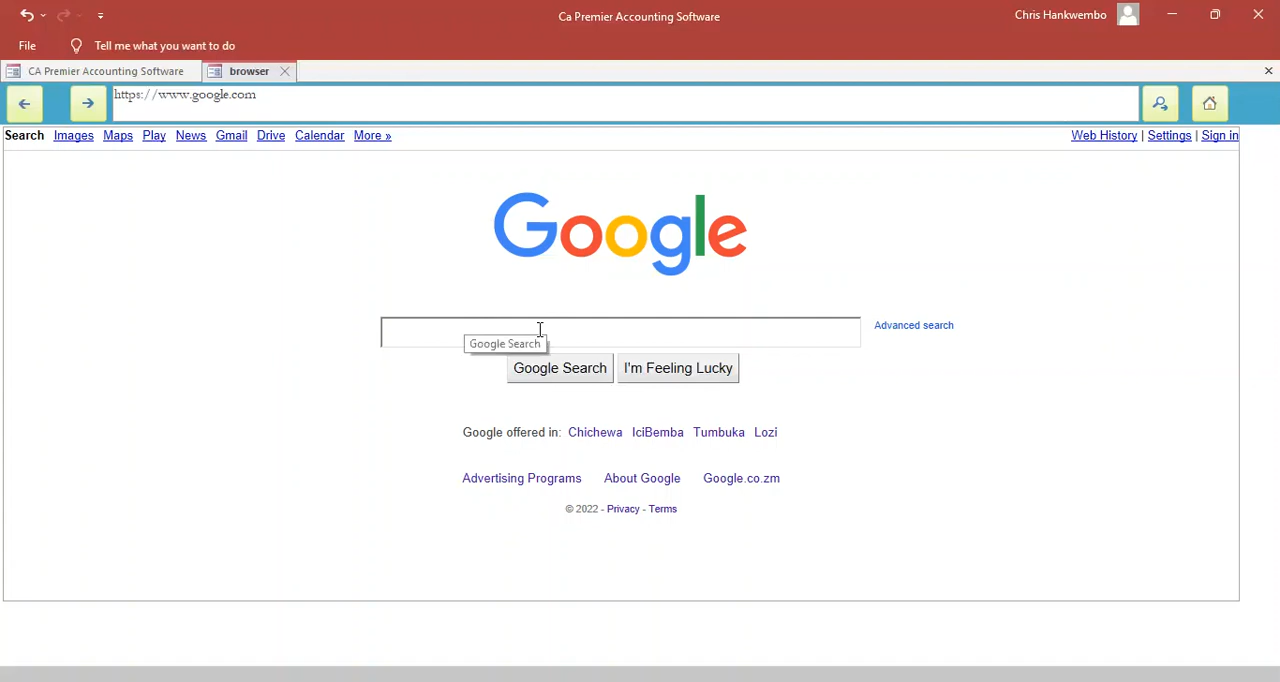 Ca Premier Accounting Software
Chris Hankwembo
File Tell me what you want to do
CA Premier Accounting Software browser
https://www.google.com
Search Images Maps Play News Gmail Drive Calendar More » Web History | Settings | Sign in
Google
Advanced search
Google Search
Google Search I'm Feeling Lucky
Google offered in: Chichewa IciBemba Tumbuka Lozi
Advertising Programs About Google Google.co.zm
© 2022 - Privacy - Terms